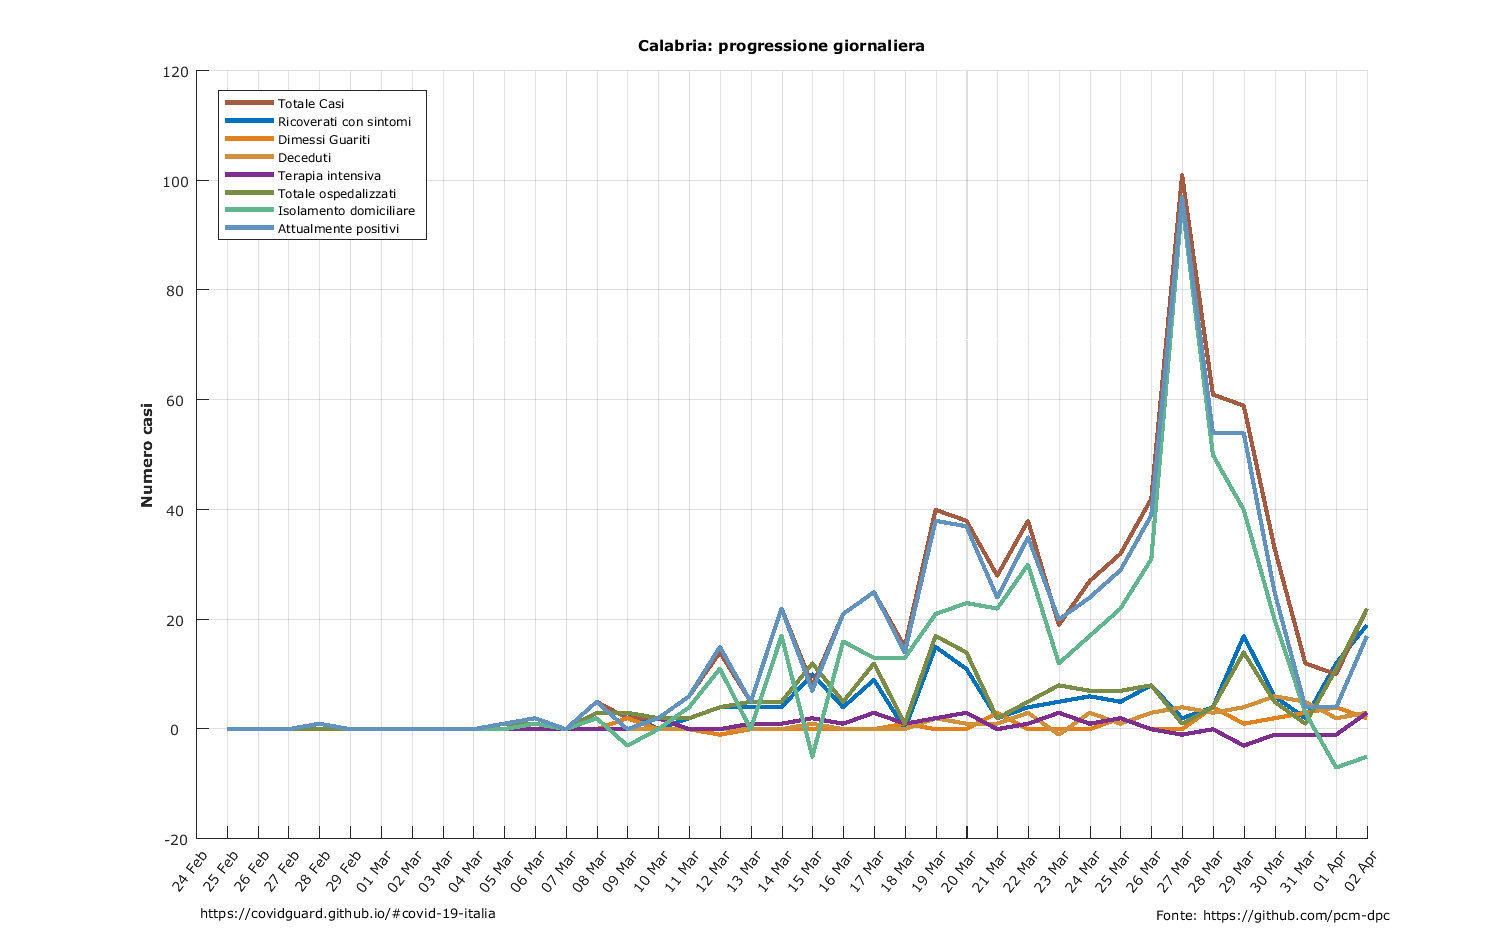 Calabria: progressione giornaliera
120
100
80
60
40
20
0
-20
Numero casi
Totale Casi
Ricoverati con sintomi
Dimessi Guariti
Deceduti
Terapia intensiva
Totale ospedalizzati
Isolamento domiciliare
Attualmente positivi
24 Feb
25 Feb
26 Feb
27 Feb
28 Feb
29 Feb
01 Mar
02 Mar
03 Mar
04 Mar
05 Mar
06 Mar
07 Mar
08 Mar
09 Mar
10 Mar
11 Mar
12 Mar
13 Mar
14 Mar
15 Mar
16 Mar
17 Mar
18 Mar
19 Mar
20 Mar
21 Mar
22 Mar
23 Mar
24 Mar
25 Mar
26 Mar
27 Mar
28 Mar
29 Mar
30 Mar
31 Mar
01 Apr
02 Apr
https://covidguard.github.io/#covid-19-italia
Fonte: https://github.com/pcm-dpc